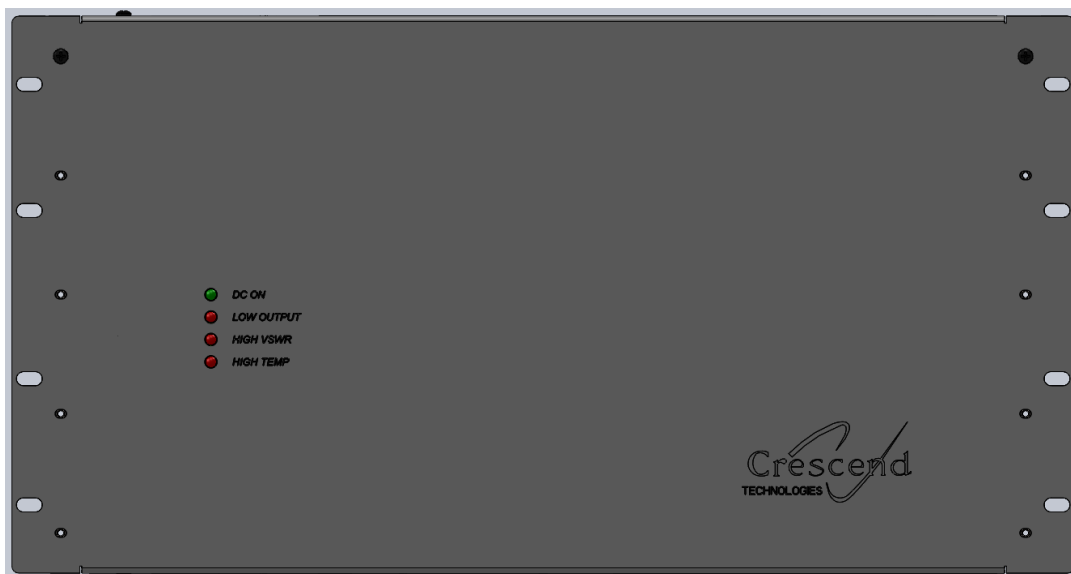 DC ON
LOW OUTPUT
HIGH VSWR
HIGH TEMP
Crescend
TECHNOLOGIES